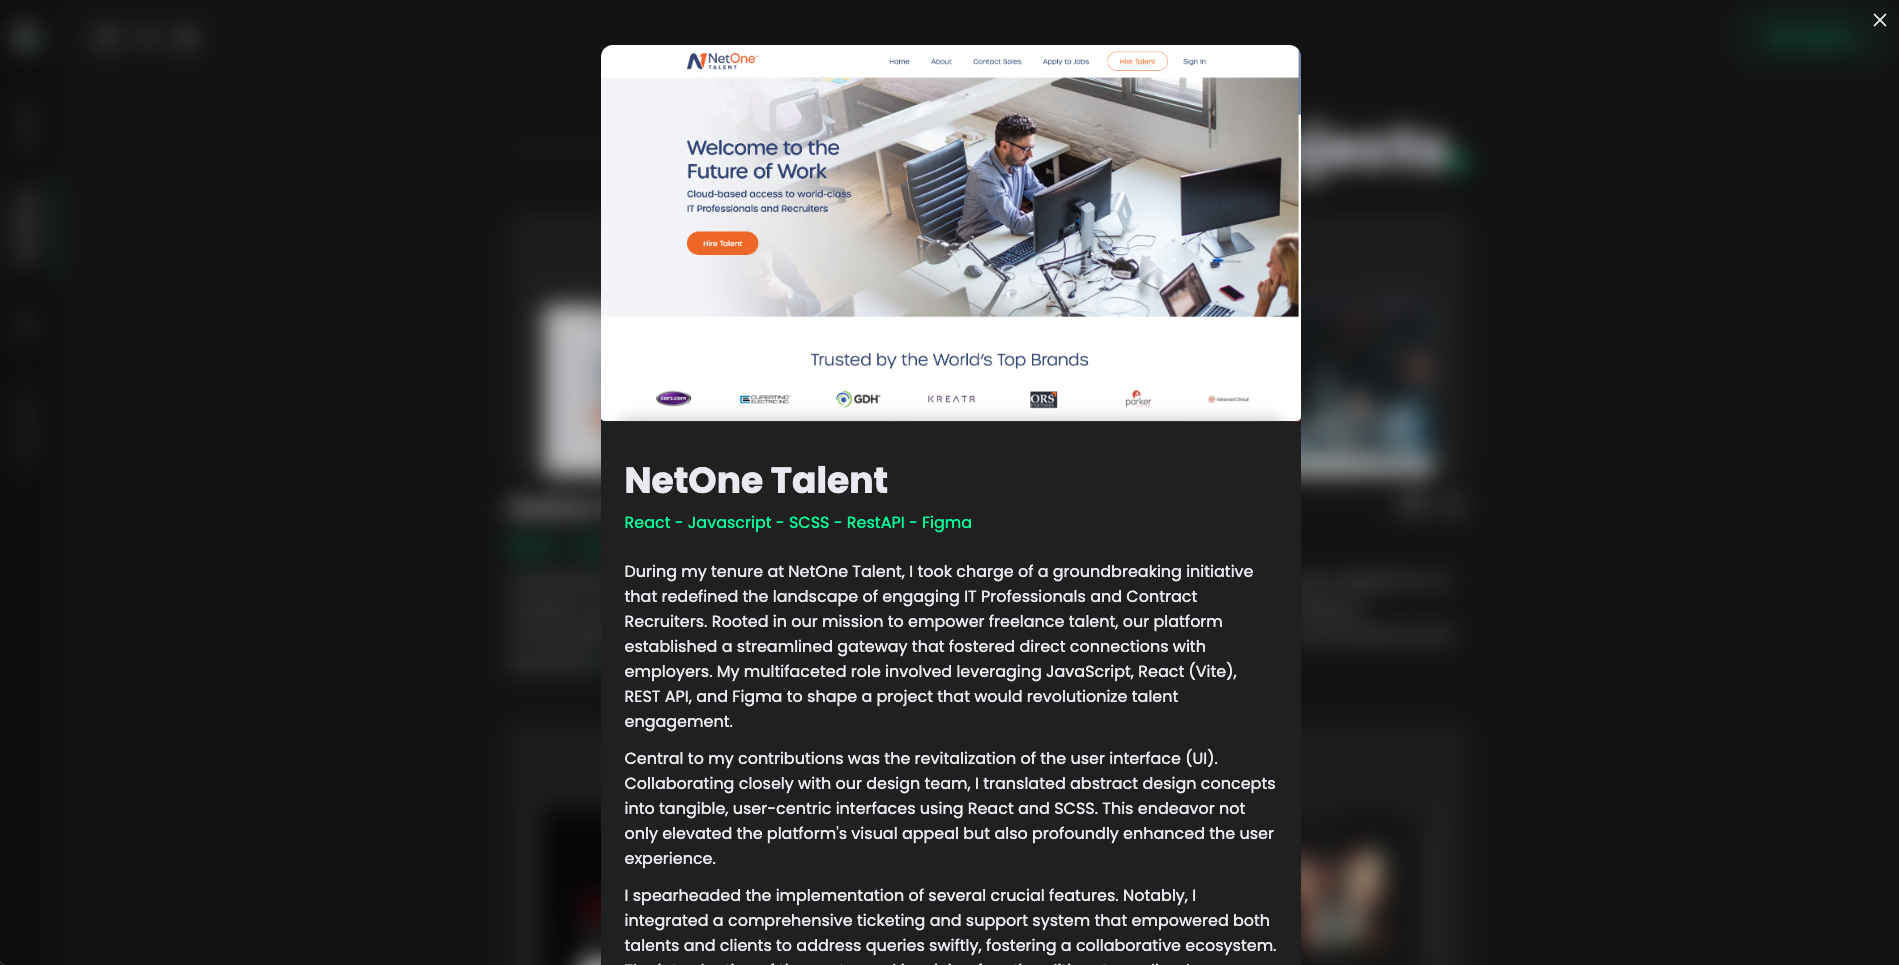 NetOne
TALENT
Home About Contact Sales Apply to Jobs Hire Talent Sign In
Welcome to the
Future of Work
Cloud-based access to world-class
IT Professionals and Recruiters
Hire Talent
Trusted by the World's Top Brands
cars.com CUPERTINO ELECTRIC INC. GDH KREATR ORS PARTNERS parker Advanced Clinical
NetOne Talent
React - Javascript - SCSS - RestAPI - Figma
During my tenure at NetOne Talent, I took charge of a groundbreaking initiative
that redefined the landscape of engaging IT Professionals and Contract
Recruiters. Rooted in our mission to empower freelance talent, our platform
established a streamlined gateway that fostered direct connections with
employers. My multifaceted role involved leveraging JavaScript, React (Vite),
REST API, and Figma to shape a project that would revolutionize talent
engagement.
Central to my contributions was the revitalization of the user interface (UI).
Collaborating closely with our design team, I translated abstract design concepts
into tangible, user-centric interfaces using React and SCSS. This endeavor not
only elevated the platform's visual appeal but also profoundly enhanced the user
experience.
I spearheaded the implementation of several crucial features. Notably, I
integrated a comprehensive ticketing and support system that empowered both
talents and clients to address queries swiftly, fostering a collaborative ecosystem.